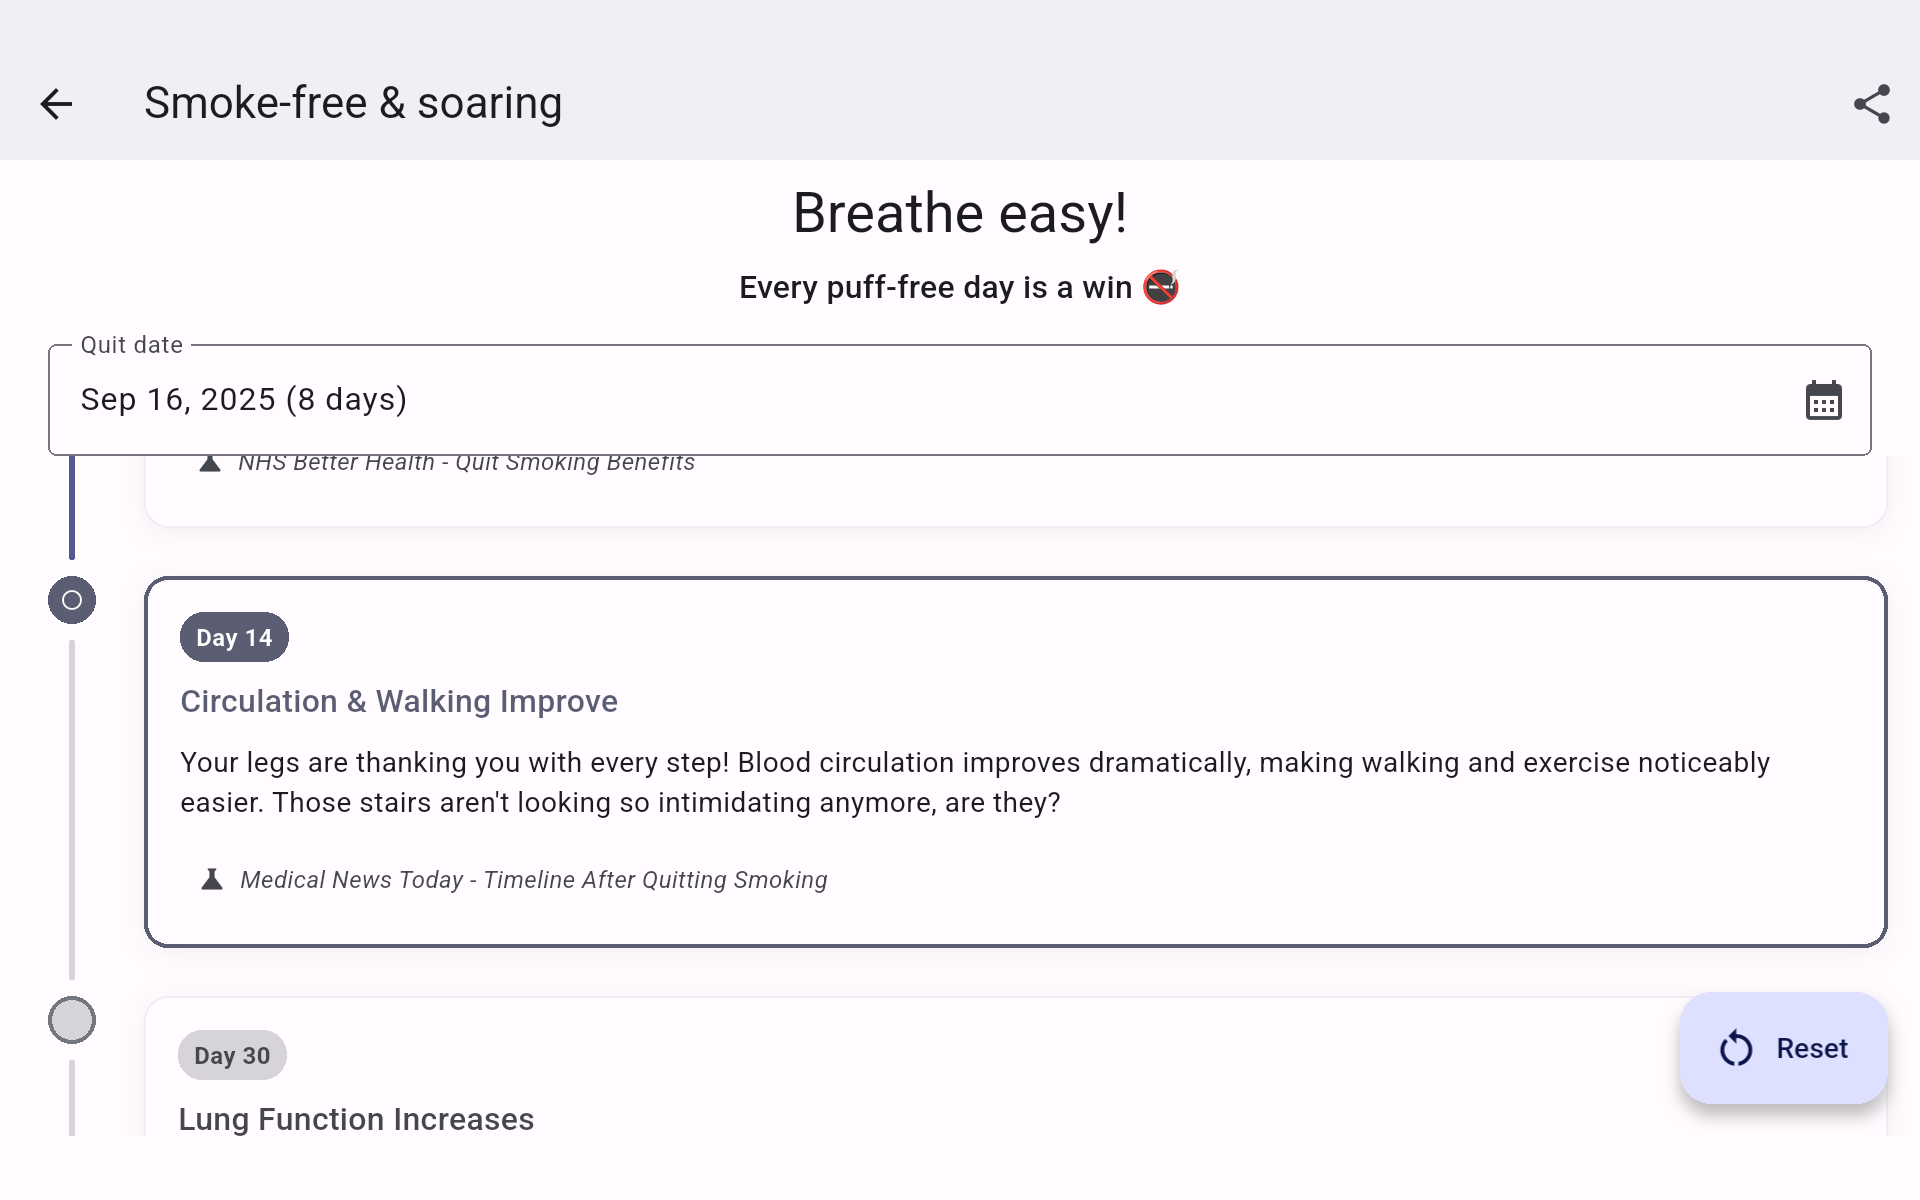 Smoke-free & soaring
Breathe easy!
Every puff-free day is a win 🚭
Quit date
Sep 16, 2025 (8 days)
NHS Better Health - Quit Smoking Benefits
Day 14
Circulation & Walking Improve
Your legs are thanking you with every step! Blood circulation improves dramatically, making walking and exercise noticeably
easier. Those stairs aren't looking so intimidating anymore, are they?
Medical News Today - Timeline After Quitting Smoking
Day 30
Reset
Lung Function Increases